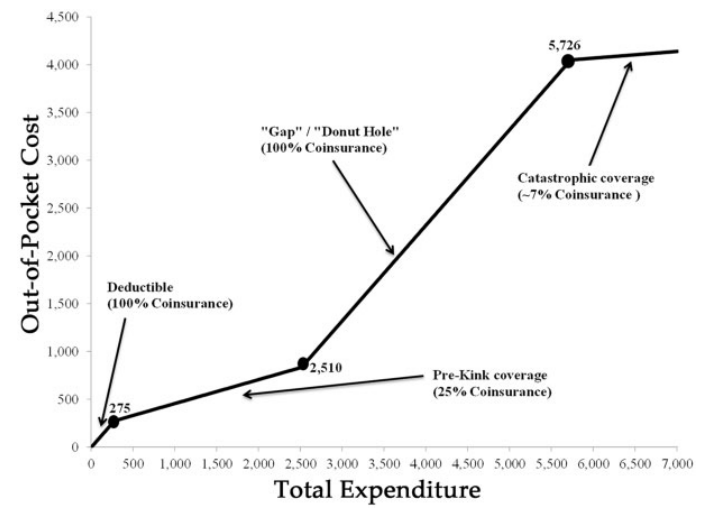 4,500
4,000
3,500
3,000
2,500
2,000
1,500
1,000
500
0
Out-of-Pocket Cost
5,726
"Gap" / "Donut Hole"
(100% Coinsurance)
Catastrophic coverage
(~7% Coinsurance )
Deductible
(100% Coinsurance)
2,510
Pre-Kink coverage
(25% Coinsurance)
275
0 500 1,000 1,500 2,000 2,500 3,000 3,500 4,000 4,500 5,000 5,500 6,000 6,500 7,000
Total Expenditure